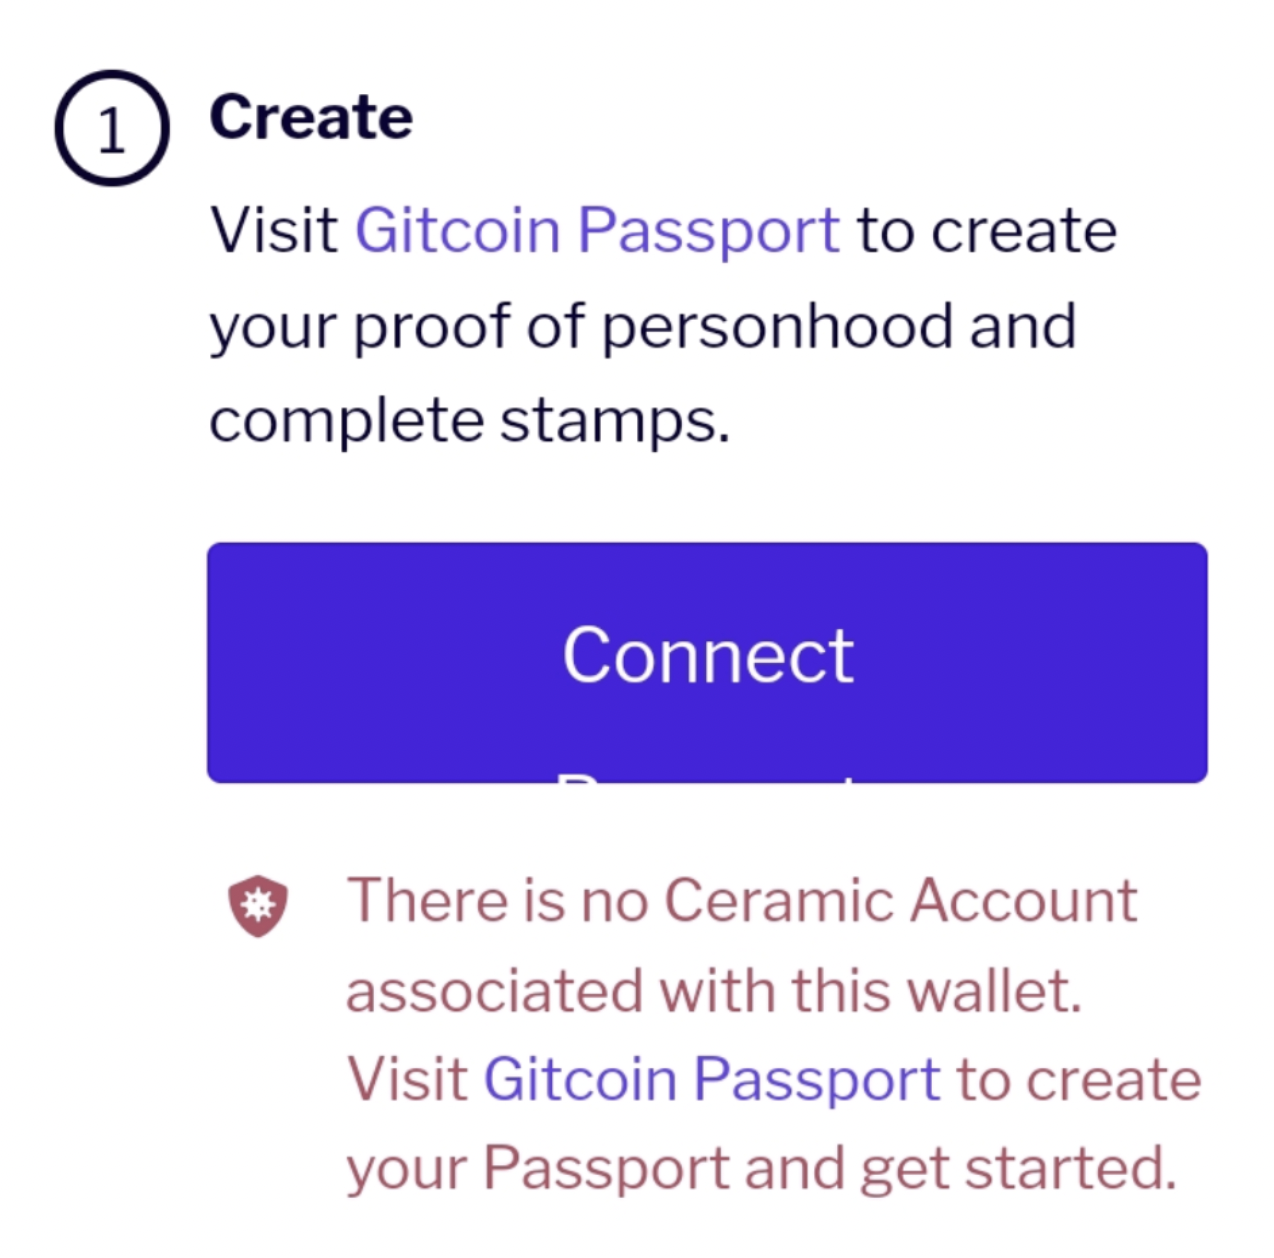 1
Create
Visit Gitcoin Passport to create
your proof of personhood and
complete stamps.
Connect
There is no Ceramic Account
associated with this wallet.
Visit Gitcoin Passport to create
your Passport and get started.